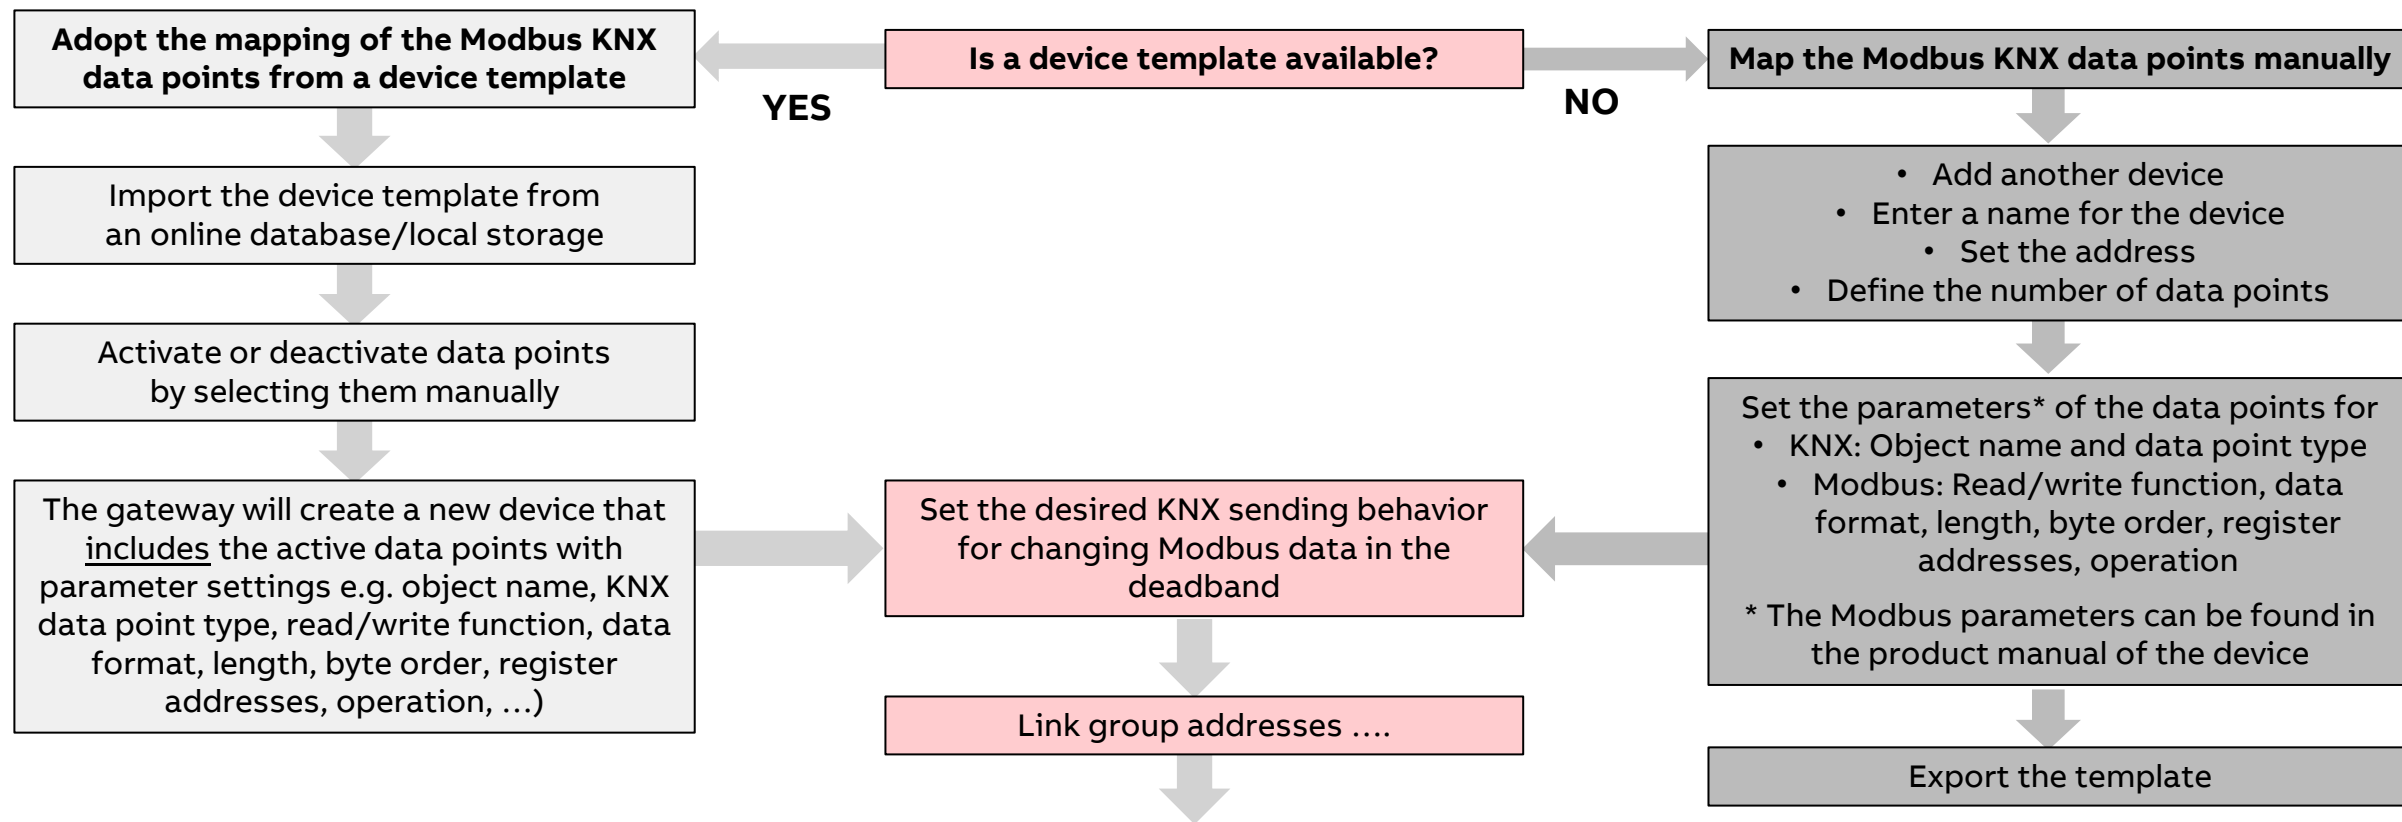 Is a device template available?
YES
NO
Adopt the mapping of the Modbus KNX
data points from a device template
Import the device template from
an online database/local storage
Activate or deactivate data points
by selecting them manually
The gateway will create a new device that
includes the active data points with
parameter settings e.g. object name, KNX
data point type, read/write function, data
format, length, byte order, register
addresses, operation, …)
Map the Modbus KNX data points manually
• Add another device
• Enter a name for the device
• Set the address
• Define the number of data points
Set the parameters* of the data points for
• KNX: Object name and data point type
• Modbus: Read/write function, data
format, length, byte order, register
addresses, operation
* The Modbus parameters can be found in
the product manual of the device
Export the template
Set the desired KNX sending behavior
for changing Modbus data in the
deadband
Link group addresses ….